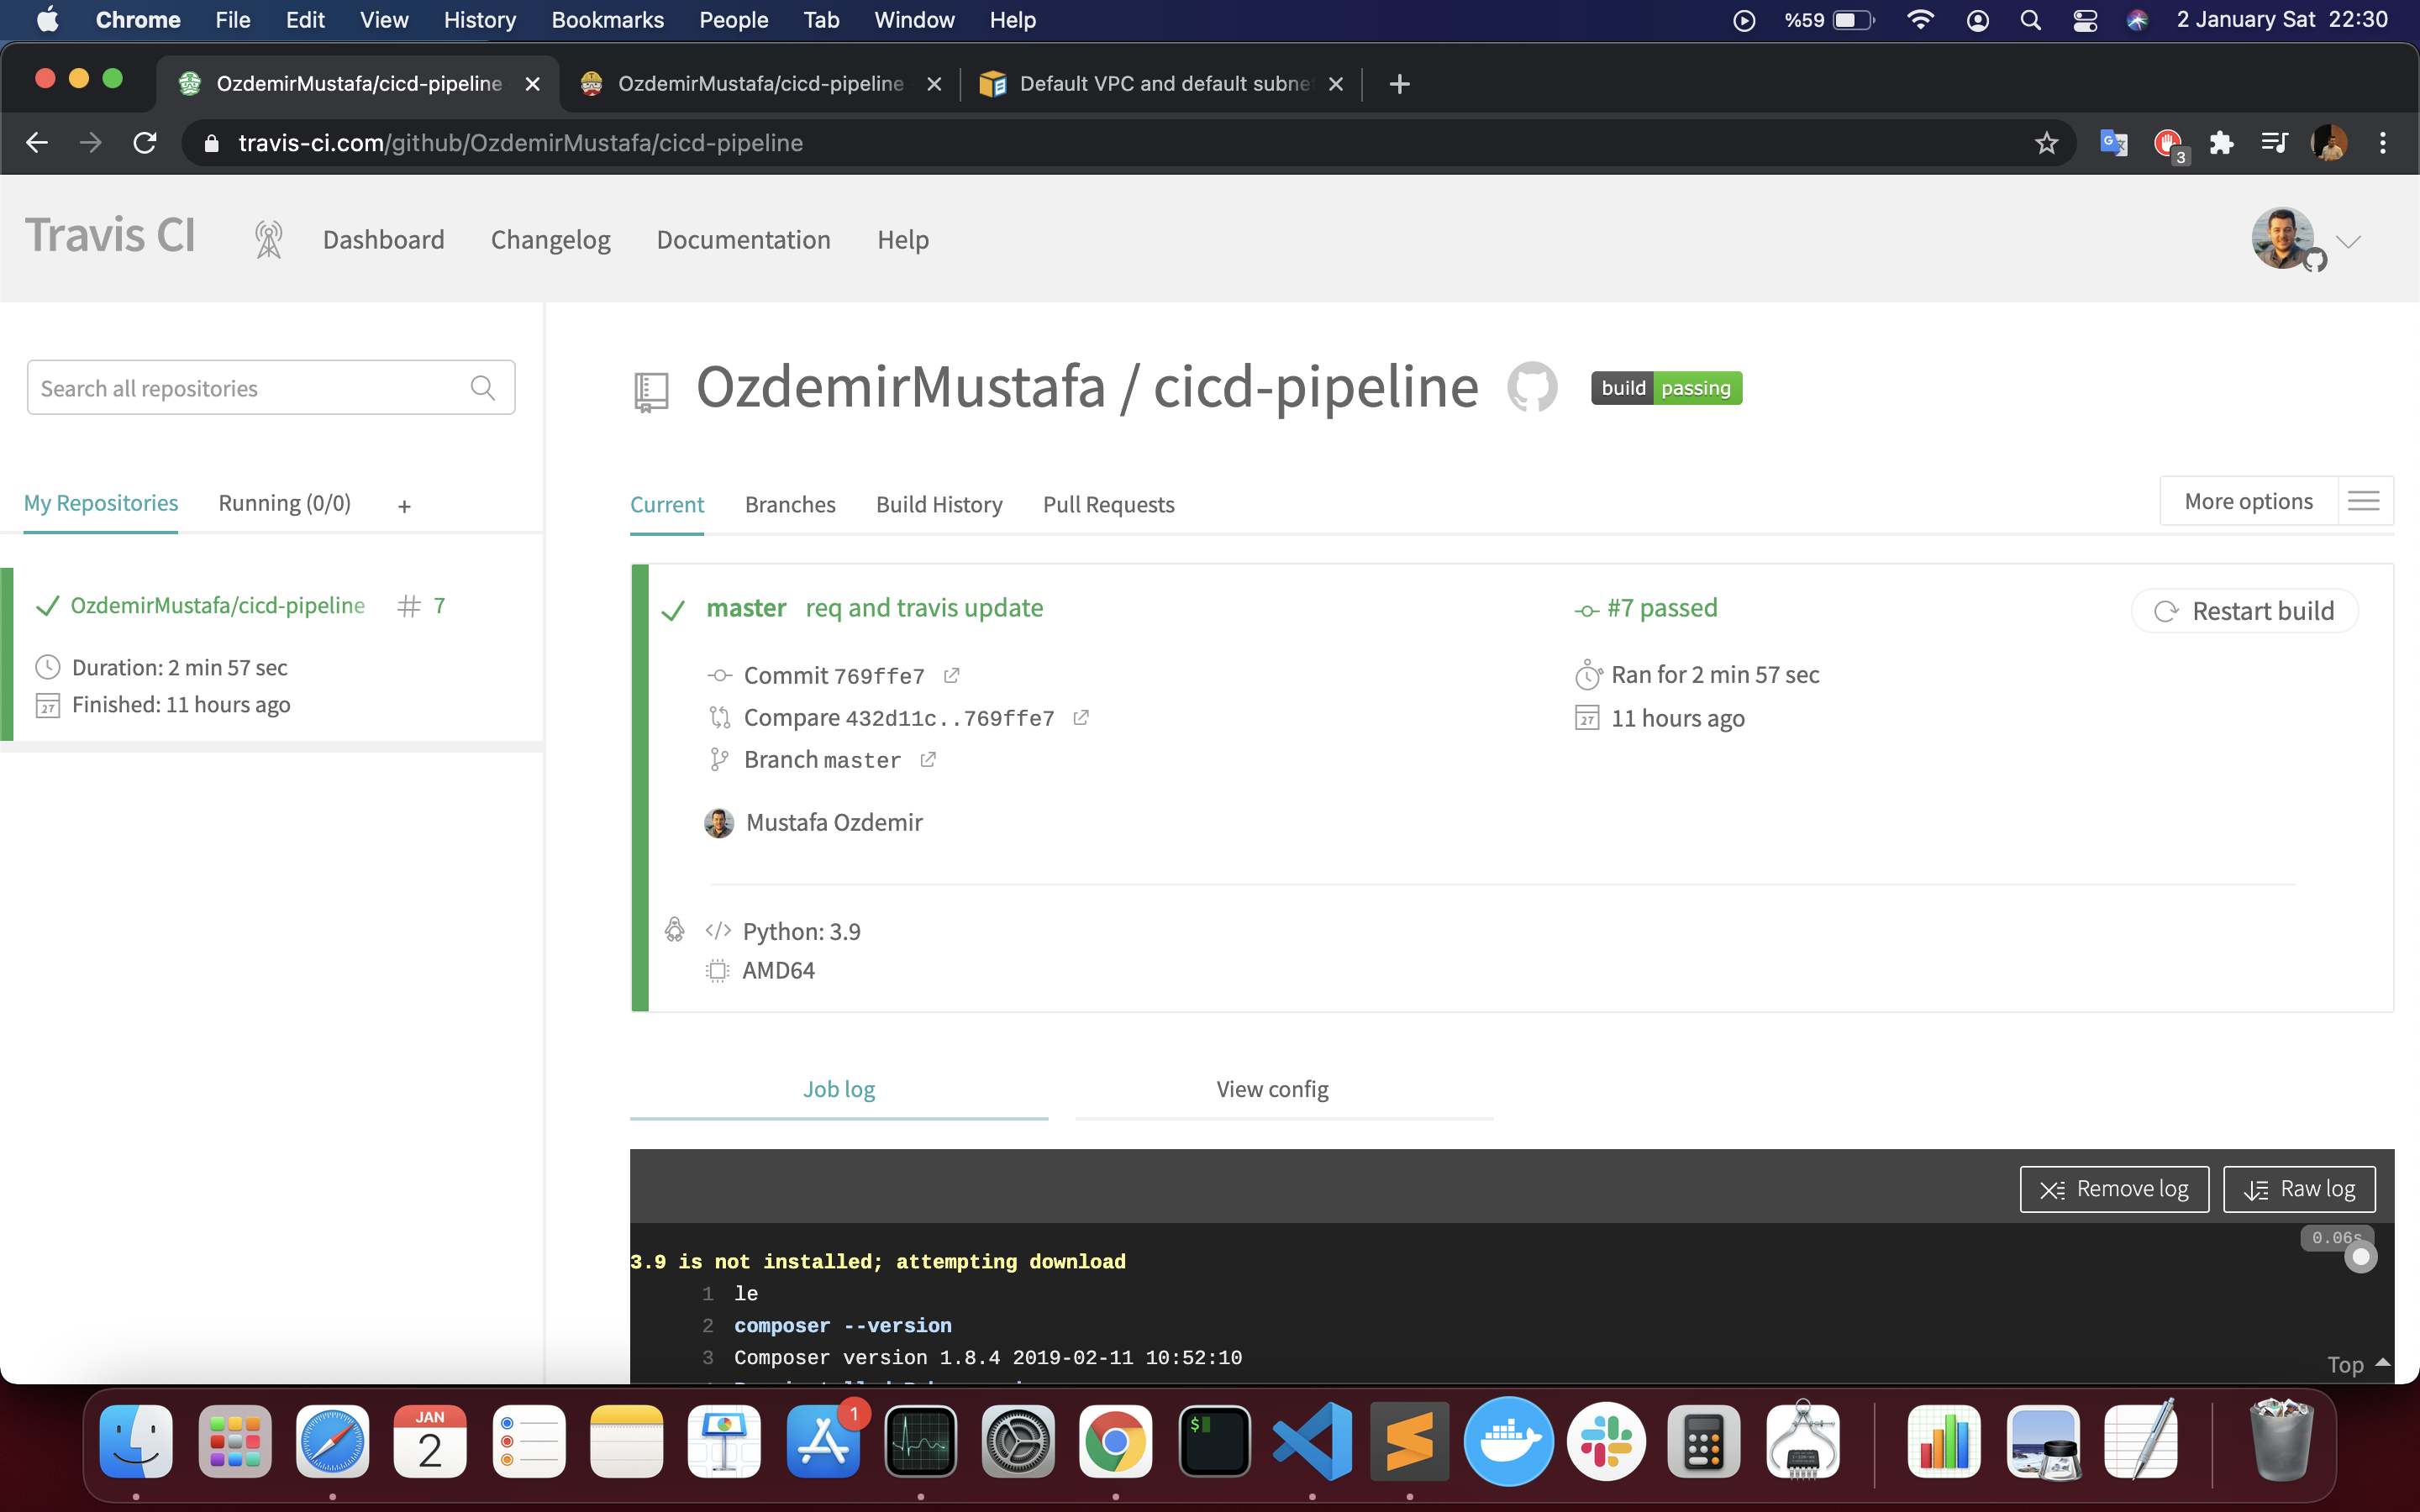 Chrome File Edit View History Bookmarks People Tab Window Help %59 2 January Sat 22:30
OzdemirMustafa/cicd-pipeline OzdemirMustafa/cicd-pipeline Default VPC and default subne
travis-ci.com/github/OzdemirMustafa/cicd-pipeline 3
Travis CI Dashboard Changelog Documentation Help
Search all repositories
OzdemirMustafa / cicd-pipeline build passing
My Repositories Running (0/0) +
Current Branches Build History Pull Requests More options
OzdemirMustafa/cicd-pipeline # 7
Duration: 2 min 57 sec
27 Finished: 11 hours ago
master req and travis update #7 passed Restart build
Commit 769ffe7 Ran for 2 min 57 sec
Compare 432d11c..769ffe7 27 11 hours ago
Branch master
Mustafa Ozdemir
</> Python: 3.9
AMD64
Job log View config
Remove log Raw log
0.06s
3.9 is not installed; attempting download
1 le
2 composer --version
3 Composer version 1.8.4 2019-02-11 10:52:10
Top
JAN
2
1
$